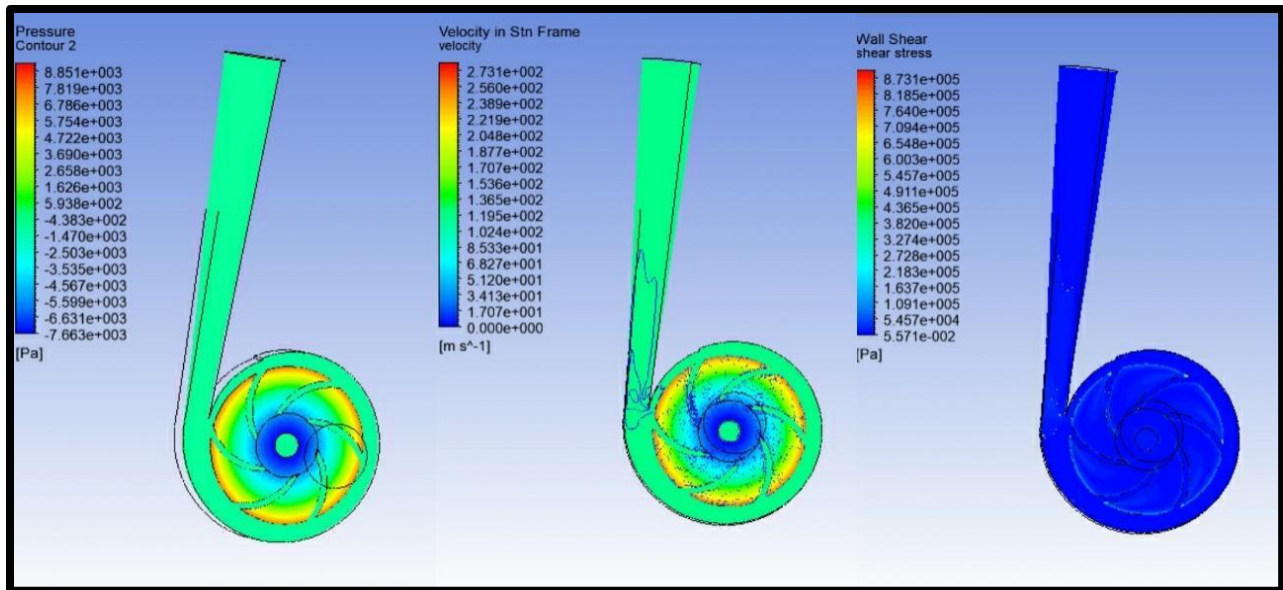 Pressure
Contour 2
8.851e+003
7.819e+003
6.786e+003
5.754e+003
4.722e+003
3.690e+003
2.658e+003
1.626e+003
5.938e+002
-4.383e+002
-1.470e+003
-2.503e+003
-3.535e+003
-4.567e+003
-5.599e+003
-6.631e+003
-7.663e+003
[Pa]
Velocity in Stn Frame
velocity
2.731e+002
2.560e+002
2.389e+002
2.219e+002
2.048e+002
1.877e+002
1.707e+002
1.536e+002
1.365e+002
1.195e+002
1.024e+002
8.533e+001
6.827e+001
5.120e+001
3.413e+001
1.707e+001
0.000e+000
[m s^-1]
Wall Shear
shear stress
8.731e+005
8.185e+005
7.640e+005
7.094e+005
6.548e+005
6.003e+005
5.457e+005
4.911e+005
4.365e+005
3.820e+005
3.274e+005
2.728e+005
2.183e+005
1.637e+005
1.091e+005
5.457e+004
5.571e-002
[Pa]